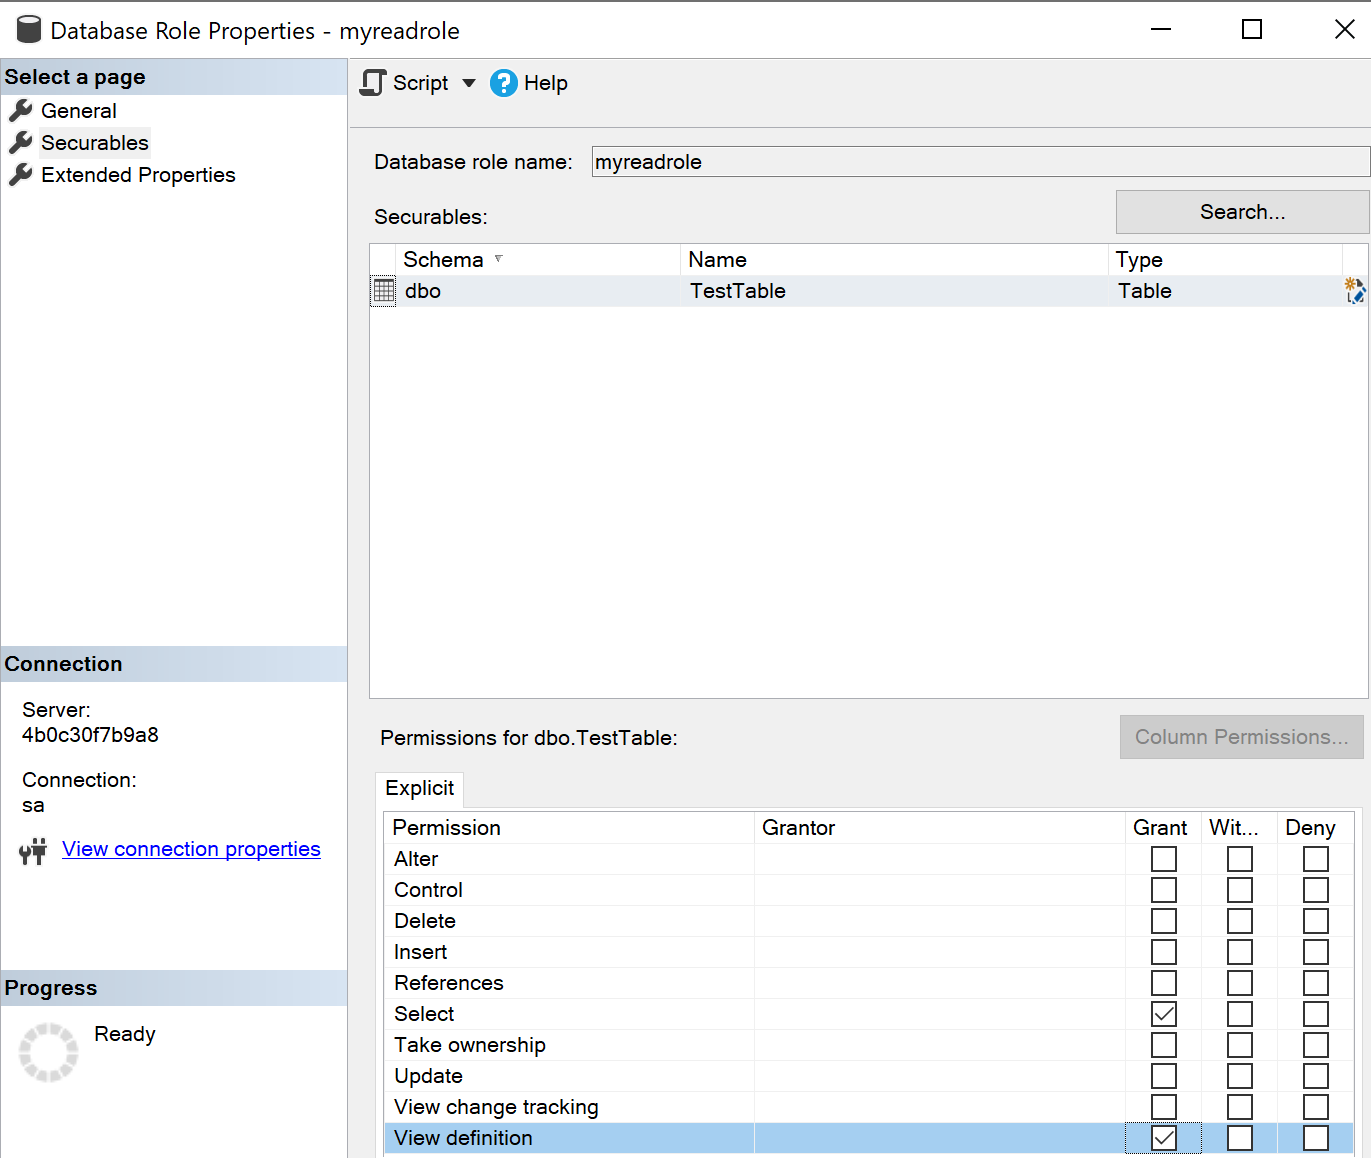 Database Role Properties - myreadrole
Select a page
General
Securables
Extended Properties
Script
Help
Database role name: myreadrole
Securables:
Search...
Schema Name Type
dbo TestTable Table
Connection
Server:
4b0c30f7b9a8
Connection:
sa
View connection properties
Progress
Ready
Permissions for dbo.TestTable:
Column Permissions...
Explicit
Permission Grantor Grant Wit... Deny
Alter
Control
Delete
Insert
References
Select
Take ownership
Update
View change tracking
View definition